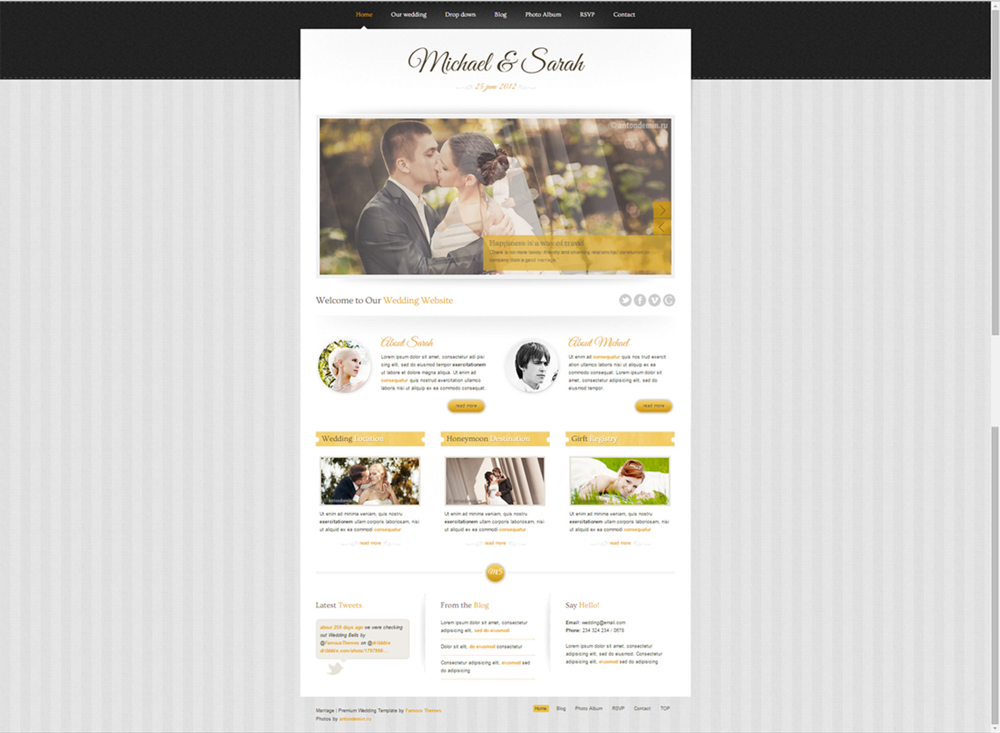 Home Our wedding Drop down Blog Photo Album RSVP Contact
Michael & Sarah
25 june 2012
© antondemin.ru
Happiness is a way of travel
"There is no more lovely, friendly and charming relationship, communion or
company than a good marriage."
Welcome to Our Wedding Website
About Sarah
Lorem ipsum dolor sit amet, consectetur adi pisi
cing elit, sed do eiusmod tempor exercitationem
ut labore et dolore magna aliqua. Ut enim ad
consequatur quis nostrud exercitation ullamco
laboris nisi ut aliquip ex ea commodo consequat.
read more
About Michael
Ut enim ad consequatur quis nos trud exercit
ation ullamco laboris nisi ut aliquip ex ea
commodo consequat. Lorem ipsum dolor sit
amet, consectetur adipisicing elit, sed do
eiusmod tempor.
read more
Wedding Location
© antondemin
Ut enim ad minima veniam, quis nostru
exercitationem ullam corporis laboriosam, nisi
ut aliquid ex ea commodi consequatur
read more
Honeymoon Destination
© antondemin.ru
Ut enim ad minima veniam, quis nostru
exercitationem ullam corporis laboriosam, nisi
ut aliquid ex ea commodi consequatur
read more
Girft Registry
Ut enim ad minima veniam, quis nostru
exercitationem ullam corporis laboriosam, nisi
ut aliquid ex ea commodi consequatur
read more
MS
Latest Tweets
about 259 days ago we were checking
out Wedding Bells by
@FamousThemes on @dribbble
dribbble.com/shots/1797998-...
From the Blog
Lorem ipsum dolor sit amet, consectetur
adipisicing elit, sed do eiusmod
Dolor sit elit, do eiusmod consectetur
Consectetur adipisicing elit, eiusmod sed
do adipisicing
Say Hello!
Email: wedding@email.com
Phone: 234 324 234 / 0678
Lorem ipsum dolor sit amet, consectetur
adipisicing elit, sed do eiusmod. Consectetur
adipisicing elit, eiusmod sed do adipisicing
Marriage | Premium Wedding Template by Famous Themes
Photos by antondemin.ru
Home Blog Photo Album RSVP Contact TOP